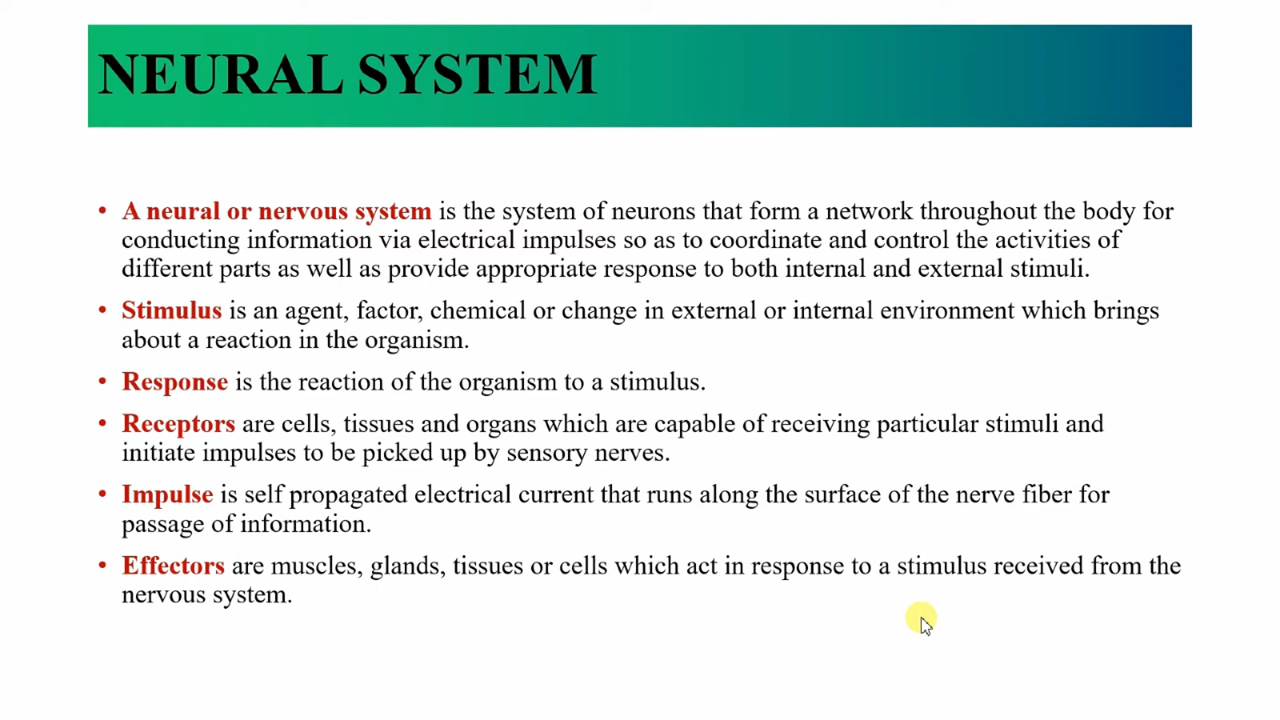 NEURAL SYSTEM
• A neural or nervous system is the system of neurons that form a network throughout the body for
conducting information via electrical impulses so as to coordinate and control the activities of
different parts as well as provide appropriate response to both internal and external stimuli.
• Stimulus is an agent, factor, chemical or change in external or internal environment which brings
about a reaction in the organism.
• Response is the reaction of the organism to a stimulus.
• Receptors are cells, tissues and organs which are capable of receiving particular stimuli and
initiate impulses to be picked up by sensory nerves.
• Impulse is self propagated electrical current that runs along the surface of the nerve fiber for
passage of information.
• Effectors are muscles, glands, tissues or cells which act in response to a stimulus received from the
nervous system.